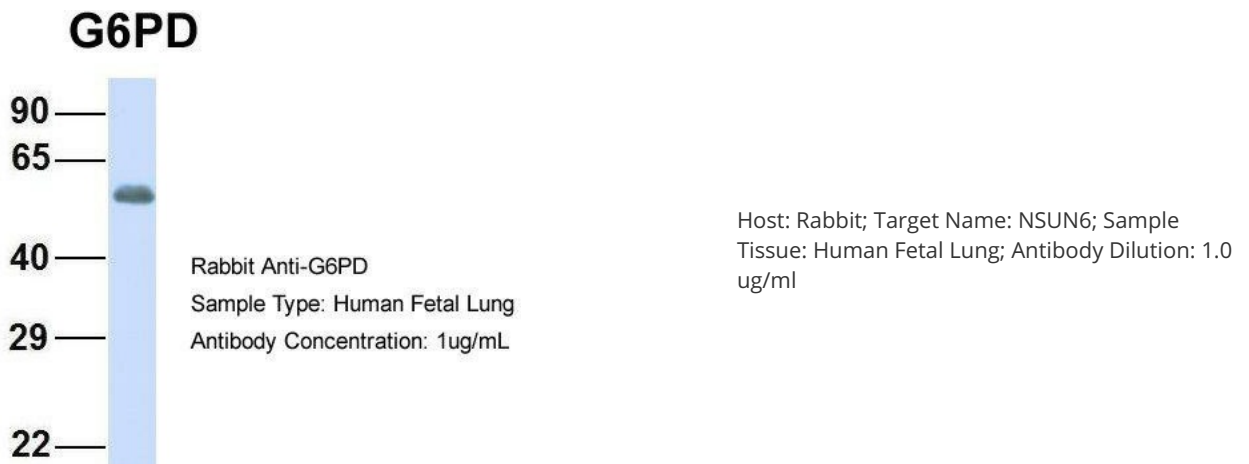 G6PD
90
65
40
29
22
Rabbit Anti-G6PD
Sample Type: Human Fetal Lung
Antibody Concentration: 1ug/mL
Host: Rabbit; Target Name: NSUN6; Sample
Tissue: Human Fetal Lung; Antibody Dilution: 1.0
ug/ml